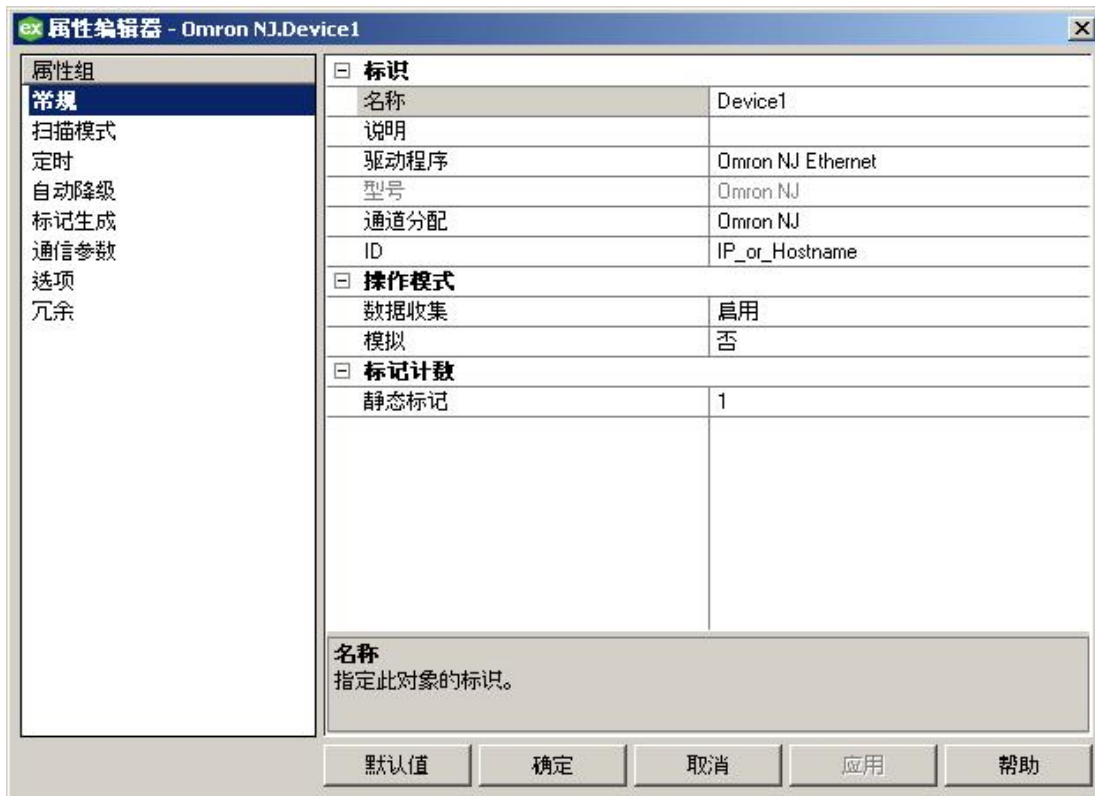 ex 属性编辑器 - Omron NJ.Device1
属性组
常规
扫描模式
定时
自动降级
标记生成
通信参数
选项
冗余
标识
名称 Device1
说明
驱动程序 Omron NJ Ethernet
型号 Omron NJ
通道分配 Omron NJ
ID IP_or_Hostname
操作模式
数据收集 启用
模拟 否
标记计数
静态标记 1
名称
指定此对象的标识。
默认值 确定 取消 应用 帮助